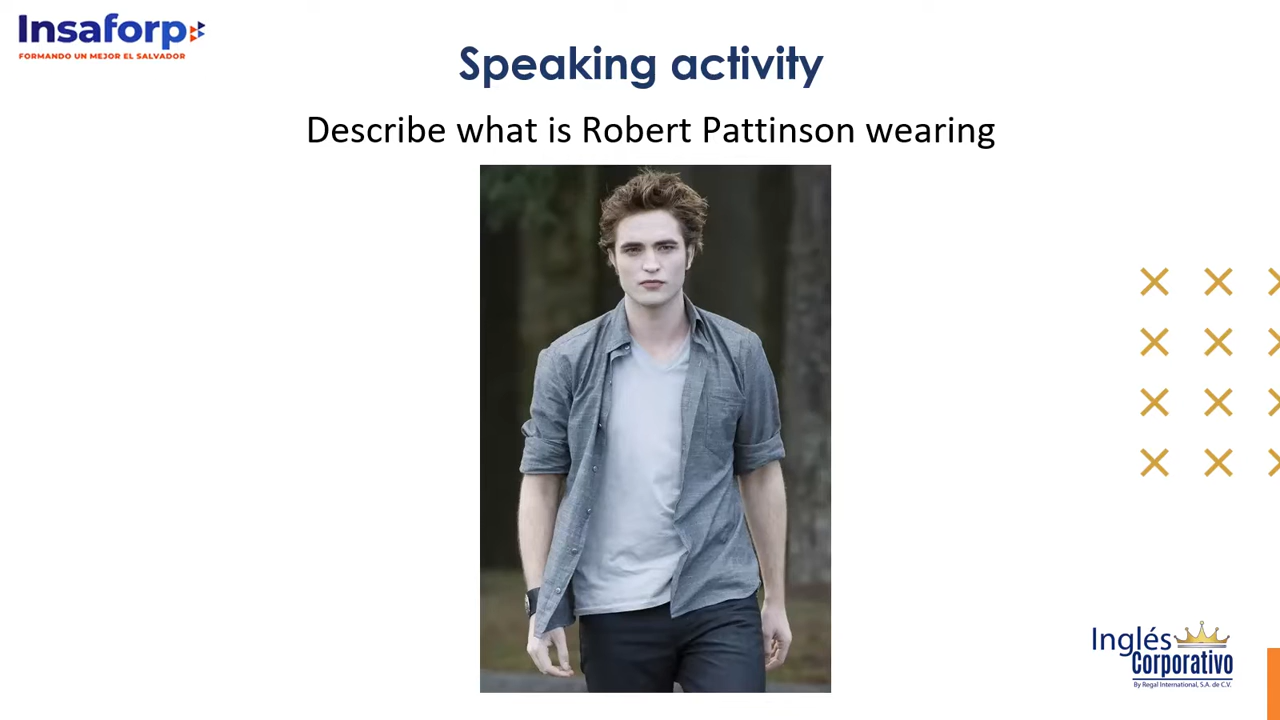 Insaforp
FORMANDO UN MEJOR EL SALVADOR
Speaking activity
Describe what is Robert Pattinson wearing
Inglés
Corporativo
By Regal International, S.A. de C.V.